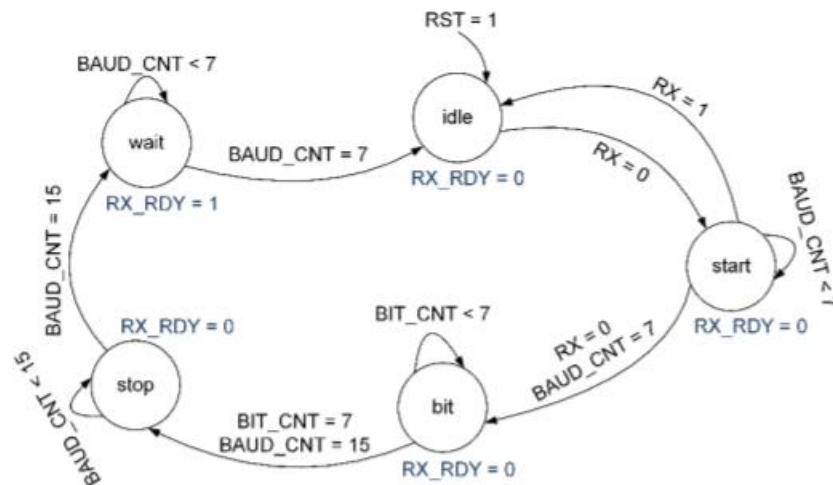 RST = 1
BAUD_CNT < 7
idle
RX = 1
wait
BAUD_CNT = 7
RX = 0
RX_RDY = 0
RX_RDY = 1
BAUD_CNT = 15
BAUD_CNT < 7
start
RX_RDY = 0
RX_RDY = 0
BIT_CNT < 7
RX = 0
BAUD_CNT = 7
BAUD_CNT < 15
stop
bit
BIT_CNT = 7
BAUD_CNT = 15
RX_RDY = 0